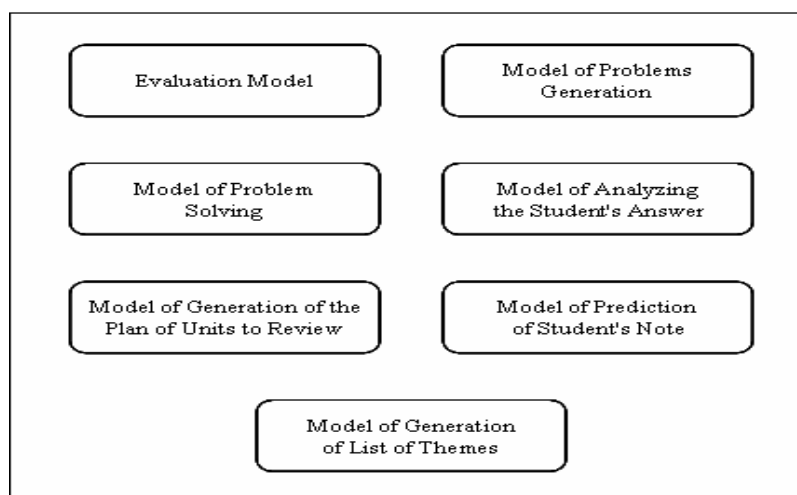 Evaluation Model
Model of Problems
Generation
Model of Problem
Solving
Model of Analyzing
the Student's Answer
Model of Generation of the
Plan of Units to Review
Model of Prediction
of Student's Note
Model of Generation
of List of Themes